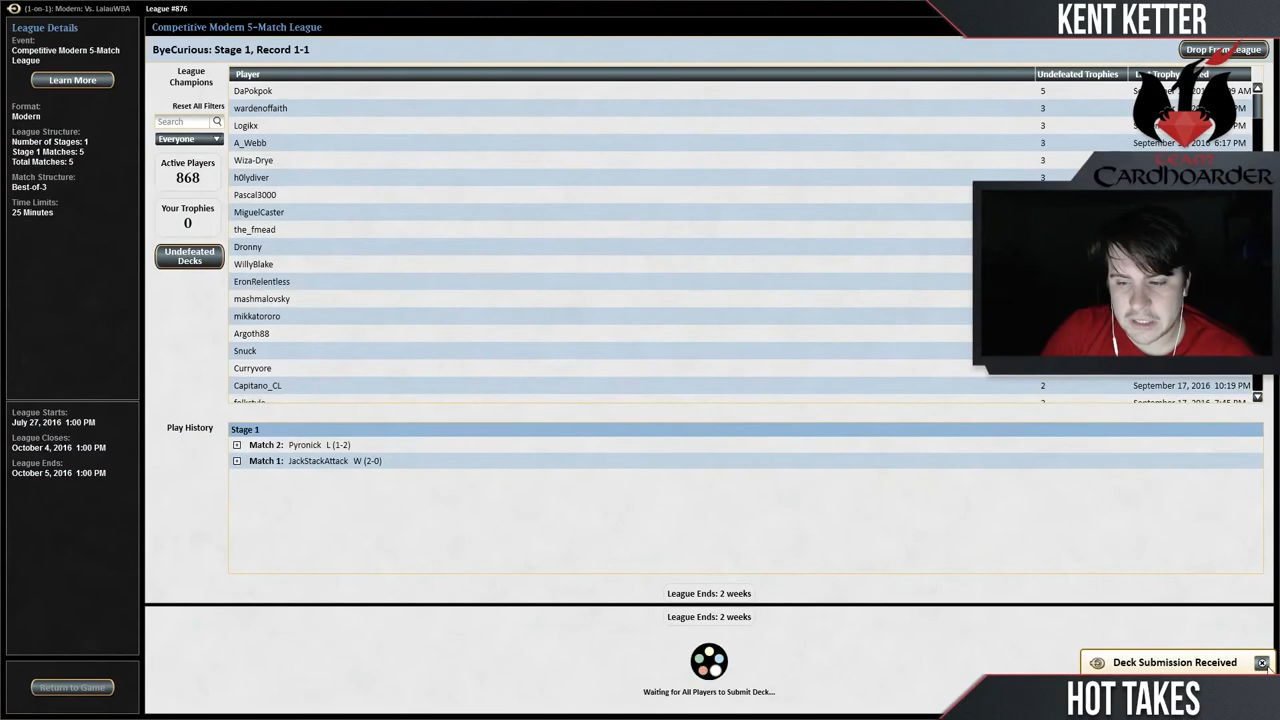 (1-on-1): Modern: Vs. LalauWBA
League #876
KENT KETTER
League Details
Event:
Competitive Modern 5-Match
League
Learn More
Format:
Modern
League Structure:
Number of Stages: 1
Stage 1 Matches: 5
Total Matches: 5
Match Structure:
Best-of-3
Time Limits:
25 Minutes
League Starts:
July 27, 2016 1:00 PM
League Closes:
October 4, 2016 1:00 PM
League Ends:
October 5, 2016 1:00 PM
Return to Game
Competitive Modern 5-Match League
ByeCurious: Stage 1, Record 1-1
Drop From League
League
Champions
Reset All Filters
Search
Everyone
Active Players
868
Your Trophies
0
Undefeated
Decks
Player Undefeated Trophies
DaPokpok 5
wardenoffaith 3
Logikx 3
A_Webb 3 6:17 PM
Wiza-Drye 3
h0lydiver 3
Pascal3000
MiguelCaster
the_fmead
Dronny
WillyBlake
EronRelentless
mashmalovsky
mikkatororo
Argoth88
Snuck
Curryvore
Capitano_CL 2 September 17, 2016 10:19 PM
TEAM
CARDHOARDER
Play History
Stage 1
Match 2: Pyronick L (1-2)
Match 1: JackStackAttack W (2-0)
League Ends: 2 weeks
League Ends: 2 weeks
Waiting for All Players to Submit Deck...
Deck Submission Received
HOT TAKES